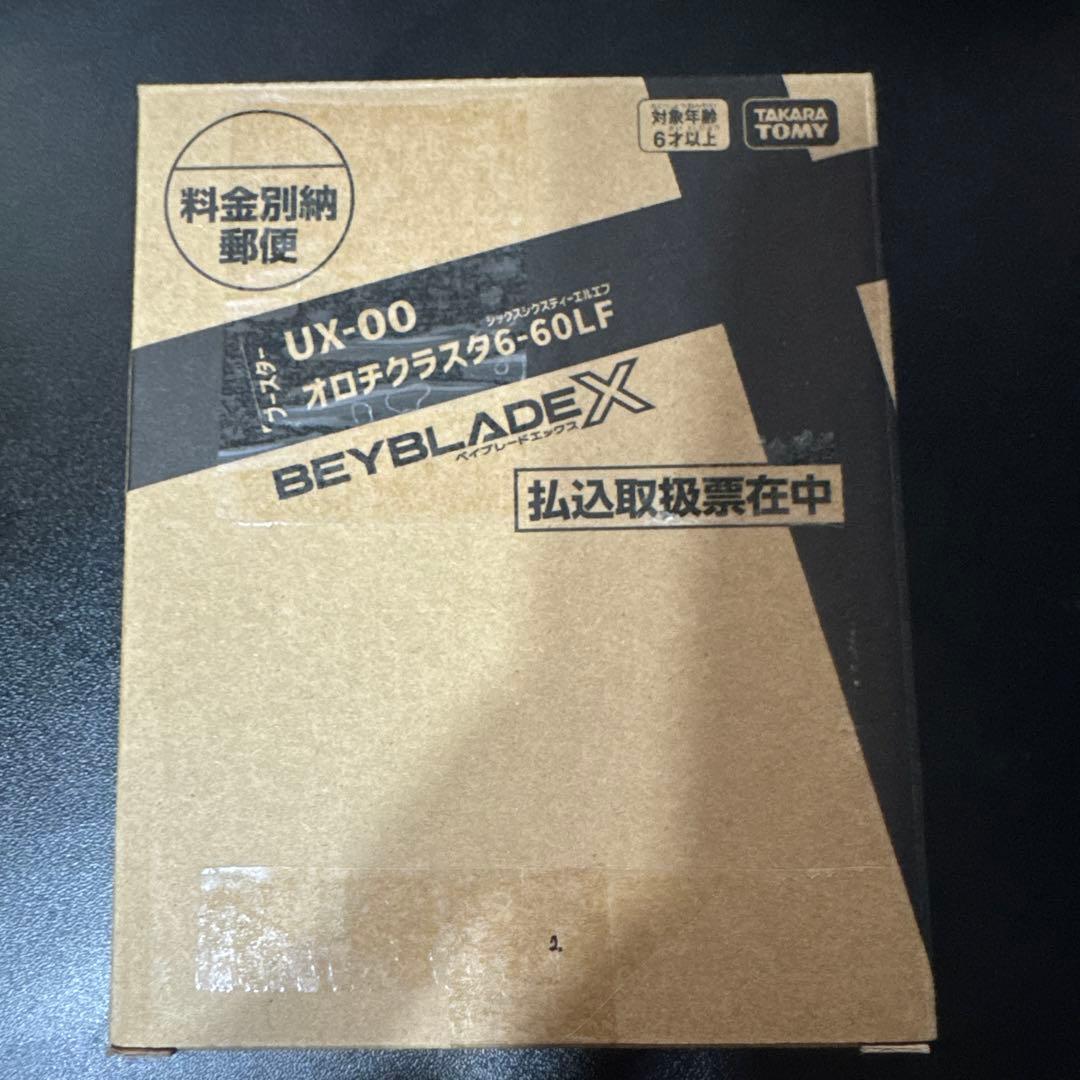 料金別納
郵便
対象年齢
6才以上
TAKARA
TOMY
ブースター
UX-00
シックスシクスティーエルエフ
オロチクラスタ6-60LF
BEYBLADE X
ベイブレードエックス
払込取扱票在中
2.